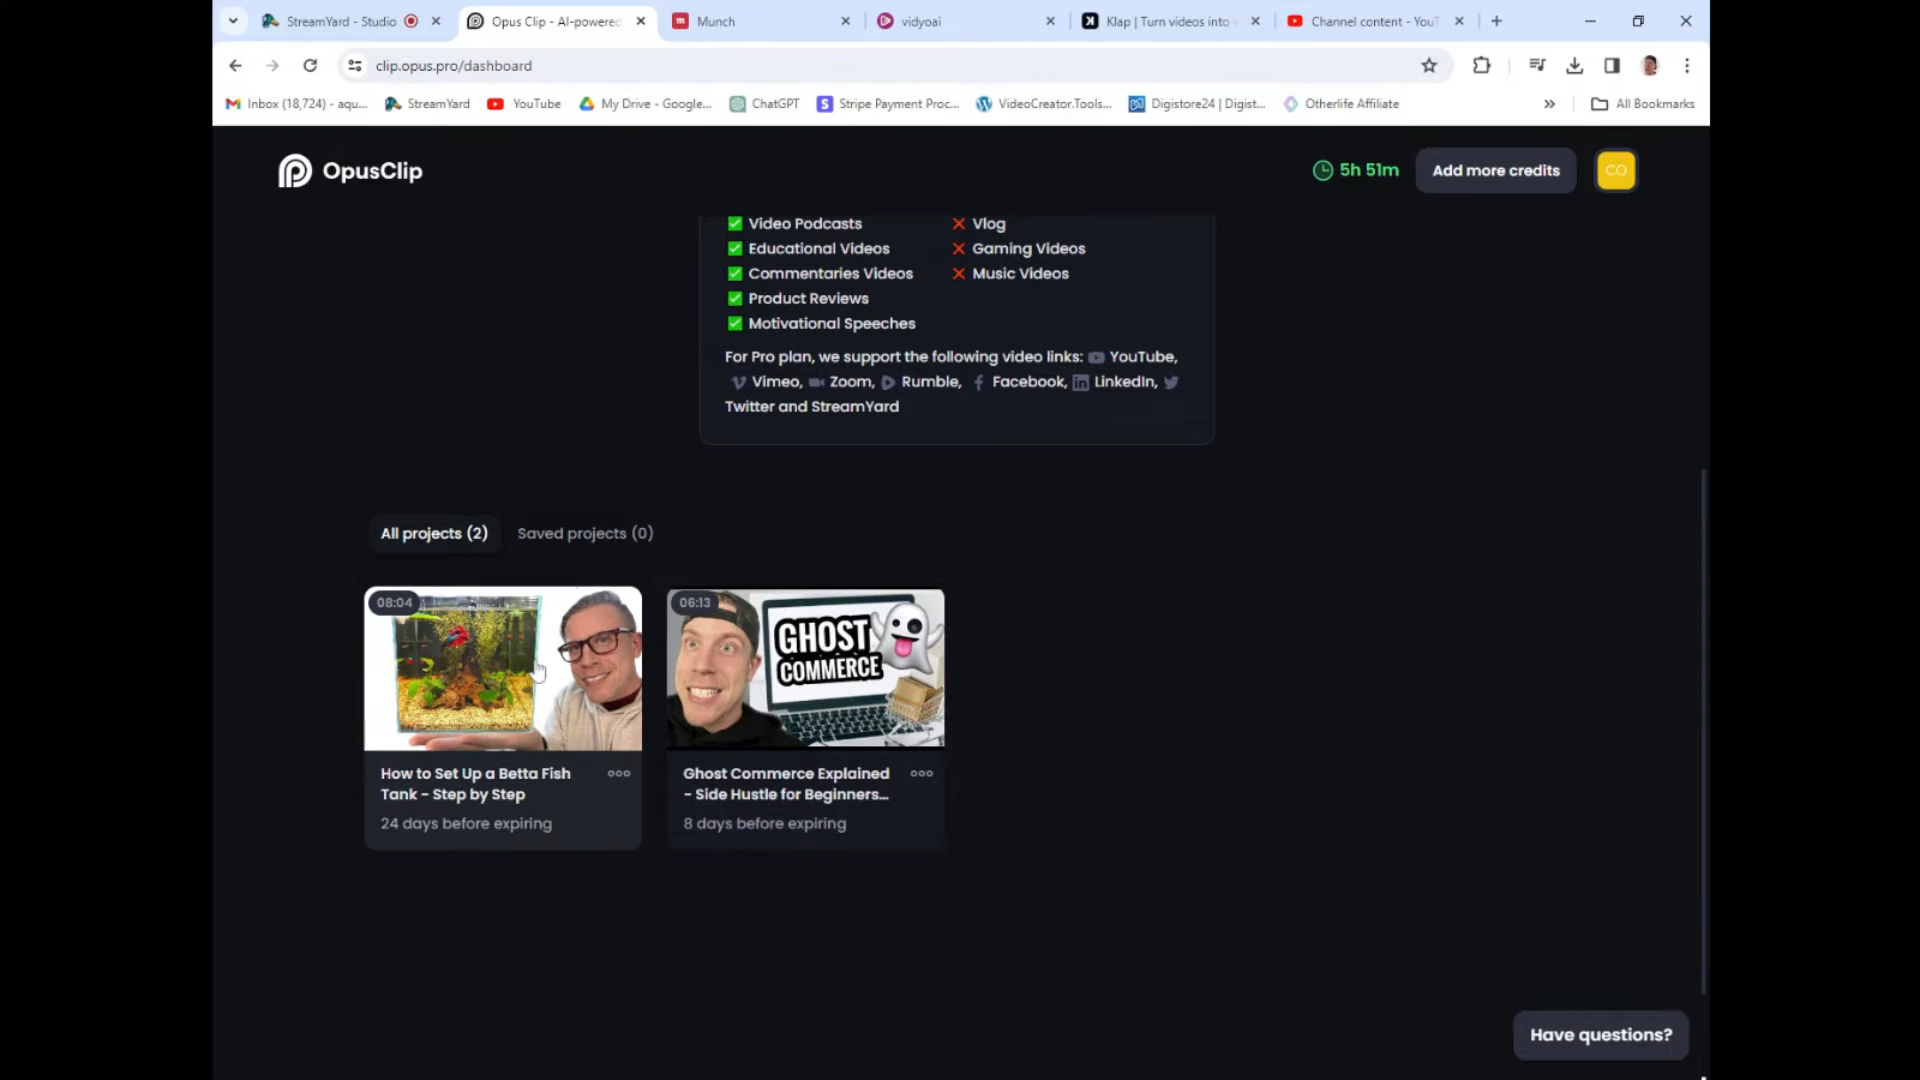 StreamYard - Studio
Opus Clip - AI-powered
Munch
vidyoai
Klap | Turn videos into
Channel content - YouT
clip.opus.pro/dashboard
Inbox (18,724) - aqu...
StreamYard
YouTube
My Drive - Google...
ChatGPT
Stripe Payment Proc...
VideoCreator.Tools...
Digistore24 | Digist...
Otherlife Affiliate
All Bookmarks
OpusClip
5h 51m
Add more credits
CO
Video Podcasts
Vlog
Educational Videos
Gaming Videos
Commentaries Videos
Music Videos
Product Reviews
Motivational Speeches
For Pro plan, we support the following video links: YouTube,
Vimeo, Zoom, Rumble, Facebook, LinkedIn,
Twitter and StreamYard
All projects (2)
Saved projects (0)
08:04
06:13
GHOST
COMMERCE
How to Set Up a Betta Fish
Tank - Step by Step
24 days before expiring
Ghost Commerce Explained
- Side Hustle for Beginners...
8 days before expiring
Have questions?